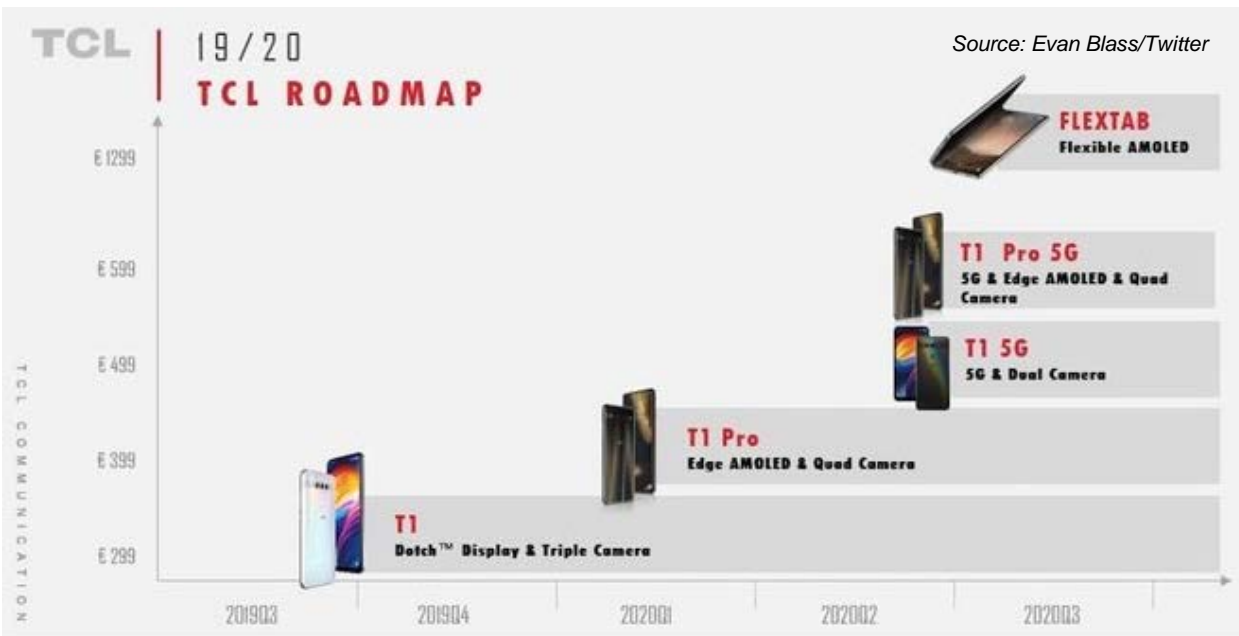 TCL
19/20
TCL ROADMAP
Source: Evan Blass/Twitter
€ 1299
FLEXTAB
Flexible AMOLED
€ 599
T1 Pro 5G
5G & Edge AMOLED & Quad
Camera
€ 499
T1 5G
5G & Dual Camera
€ 399
T1 Pro
Edge AMOLED & Quad Camera
€ 299
T1
Dotch™ Display & Triple Camera
TCL COMMUNICATION
2019Q3
2019Q4
2020Q1
2020Q2
2020Q3